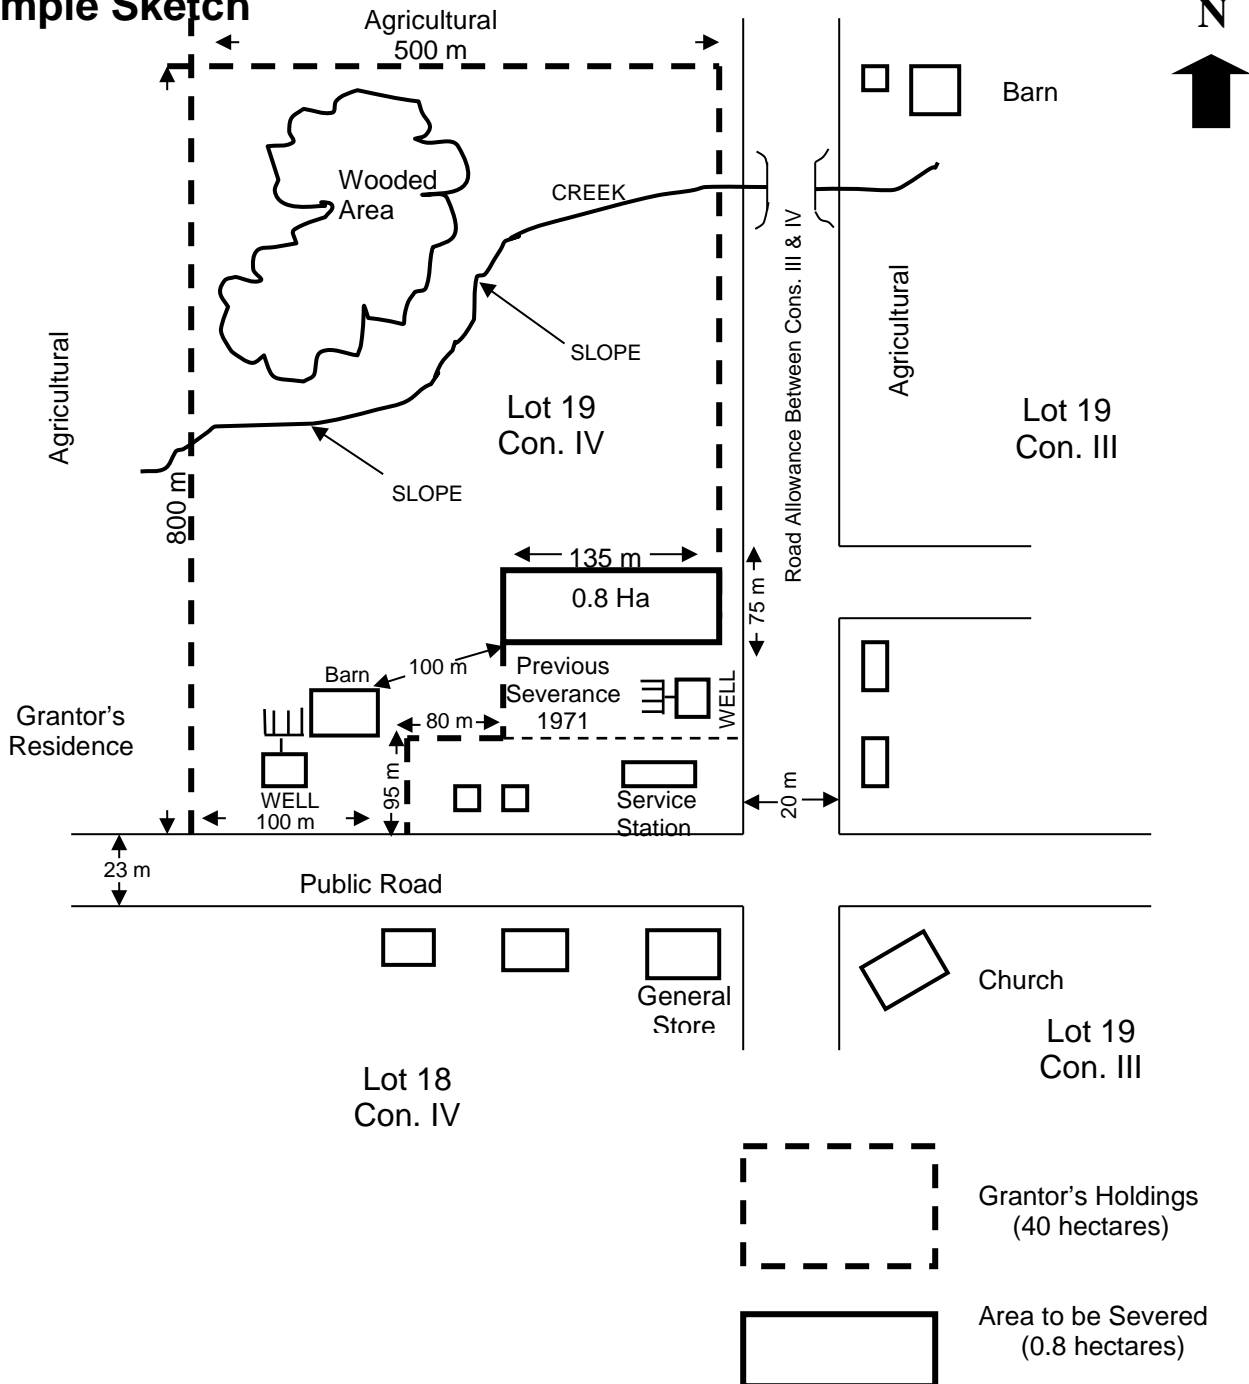 mple Sketch
N
Agricultural
500 m
Barn
Wooded
Area
CREEK
Road Allowance Between Cons. III & IV
Agricultural
Agricultural
SLOPE
Lot 19
Con. IV
Lot 19
Con. III
SLOPE
800 m
135 m
0.8 Ha
75 m
100 m
Barn
Previous
Severance
1971
WELL
Grantor's
Residence
80 m
95 m
WELL
100 m
Service
Station
20 m
23 m
Public Road
General
Store
Church
Lot 19
Con. III
Lot 18
Con. IV
Grantor's Holdings
(40 hectares)
Area to be Severed
(0.8 hectares)